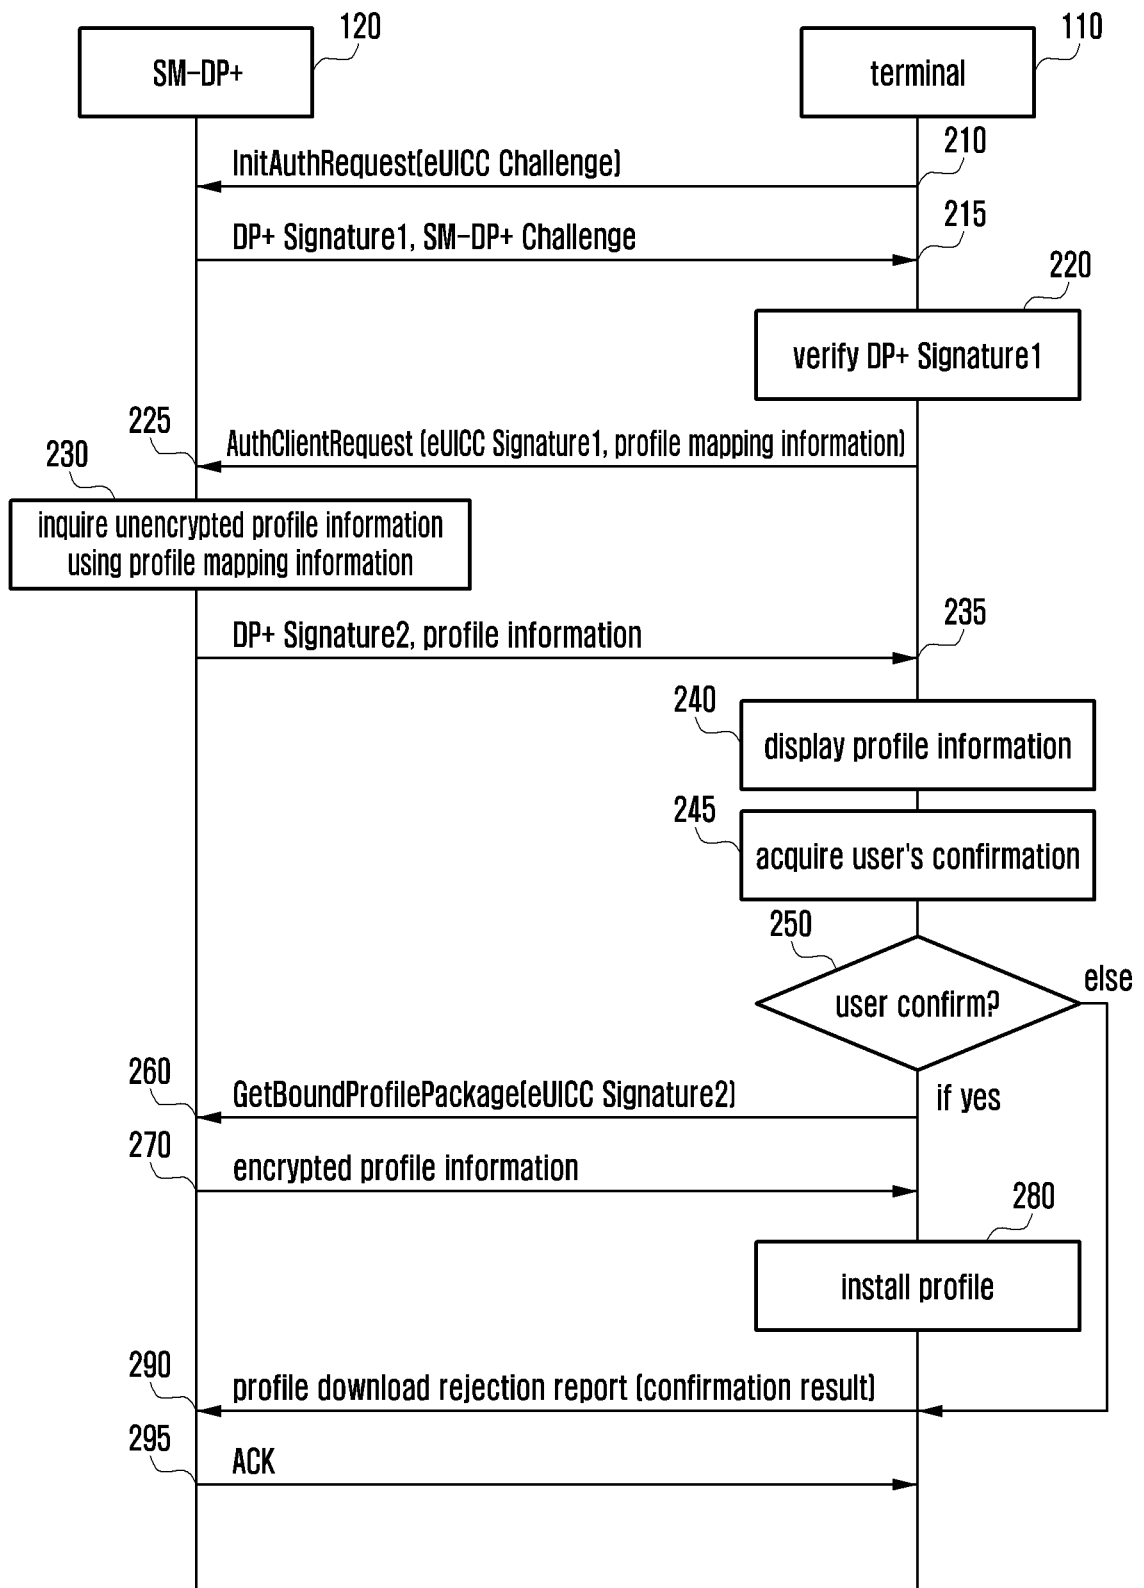 120
110
SM-DP+
terminal
210
InitAuthRequest(eUICC Challenge)
215
DP+ Signature1, SM-DP+ Challenge
220
verify DP+ Signature1
225
AuthClientRequest (eUICC Signature1, profile mapping information)
230
inquire unencrypted profile information
using profile mapping information
235
DP+ Signature2, profile information
240
display profile information
245
acquire user's confirmation
250
else
user confirm?
260
GetBoundProfilePackage(eUICC Signature2)
if yes
270
encrypted profile information
280
install profile
290
profile download rejection report (confirmation result)
295
ACK